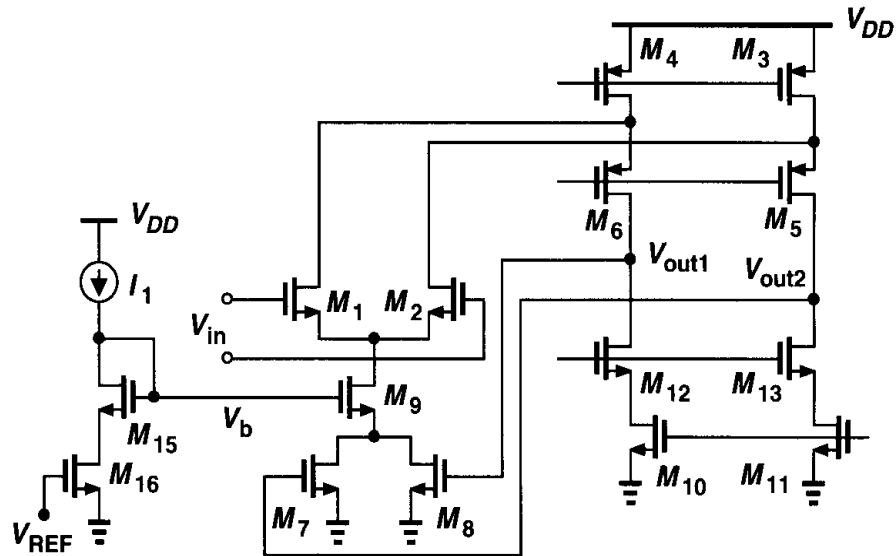 V_DD
M_4
M_3
M_6
M_5
V_DD
V_out1
V_out2
I_1
V_in
M_1
M_2
M_9
M_12
M_13
V_b
M_15
M_16
M_7
M_8
M_10
M_11
V_REF